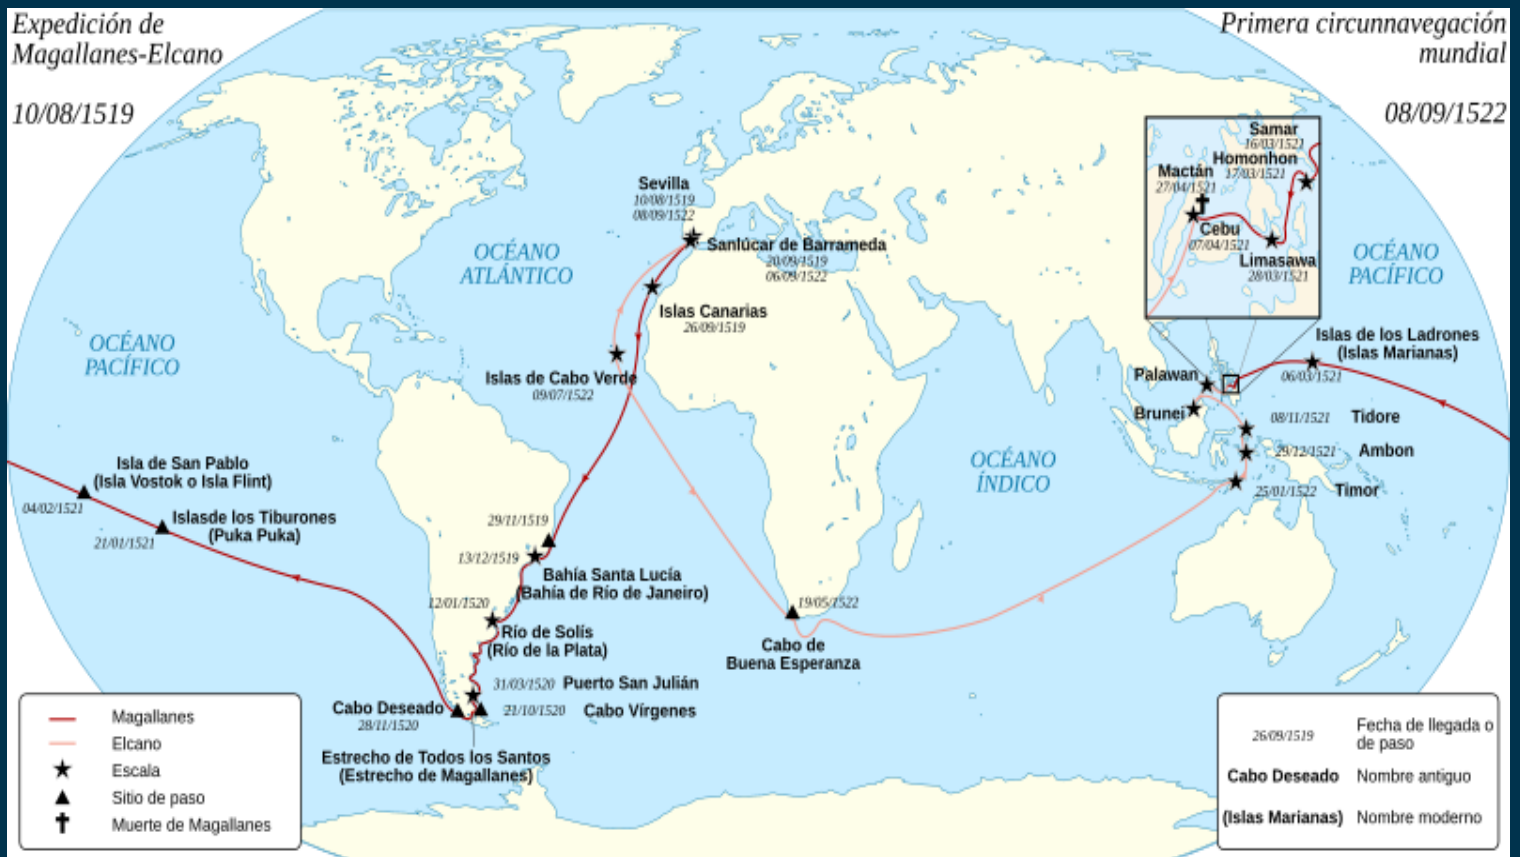 Expedición de
Magallanes-Elcano
10/08/1519
Primera circunnavegación
mundial
08/09/1522
Samar
16/03/1521
Homonhon
17/03/1521
Mactán
27/04/1521
Cebu
07/04/1521
Limasawa
28/03/1521
Sevilla
10/08/1519
08/09/1522
Sanlúcar de Barrameda
20/09/1519
06/09/1522
OCÉANO
ATLÁNTICO
OCÉANO
PACÍFICO
Islas Canarias
26/09/1519
OCÉANO
PACÍFICO
Islas de los Ladrones
(Islas Marianas)
06/03/1521
Islas de Cabo Verde
09/07/1522
Palawan
Brunei
08/11/1521 Tidore
29/12/1521 Ambon
25/01/1522 Timor
OCÉANO
ÍNDICO
Isla de San Pablo
(Isla Vostok o Isla Flint)
04/02/1521
Islasde los Tiburones
(Puka Puka)
21/01/1521
29/11/1519
13/12/1519
Bahía Santa Lucía
(Bahía de Río de Janeiro)
12/01/1520
Río de Solís
(Río de la Plata)
19/05/1522
Cabo de
Buena Esperanza
31/03/1520 Puerto San Julián
21/10/1520 Cabo Vírgenes
Cabo Deseado
28/11/1520
Estrecho de Todos los Santos
(Estrecho de Magallanes)
Magallanes
Elcano
Escala
Sitio de paso
Muerte de Magallanes
26/09/1519 Fecha de llegada o
de paso
Cabo Deseado Nombre antiguo
(Islas Marianas) Nombre moderno